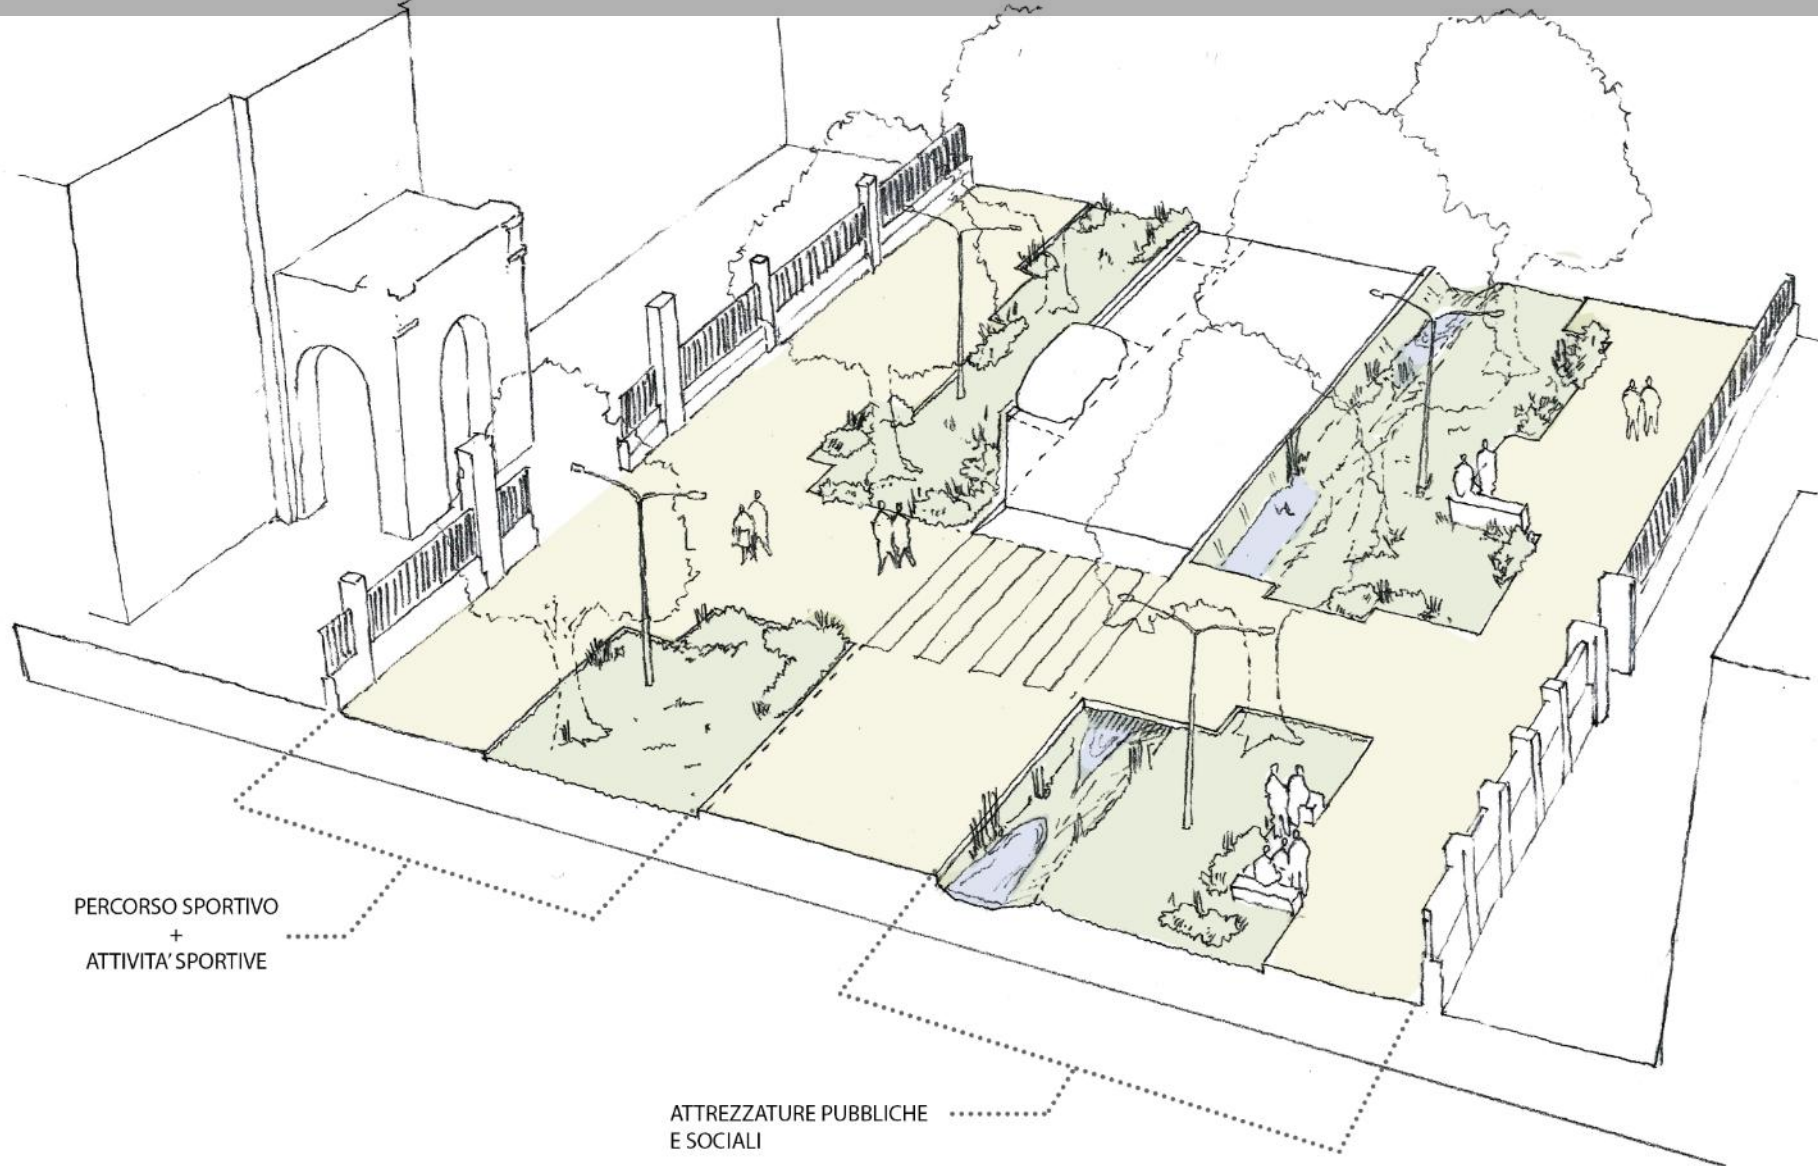 PERCORSO SPORTIVO
+
ATTIVITA' SPORTIVE
ATTREZZATURE PUBBLICHE
E SOCIALI